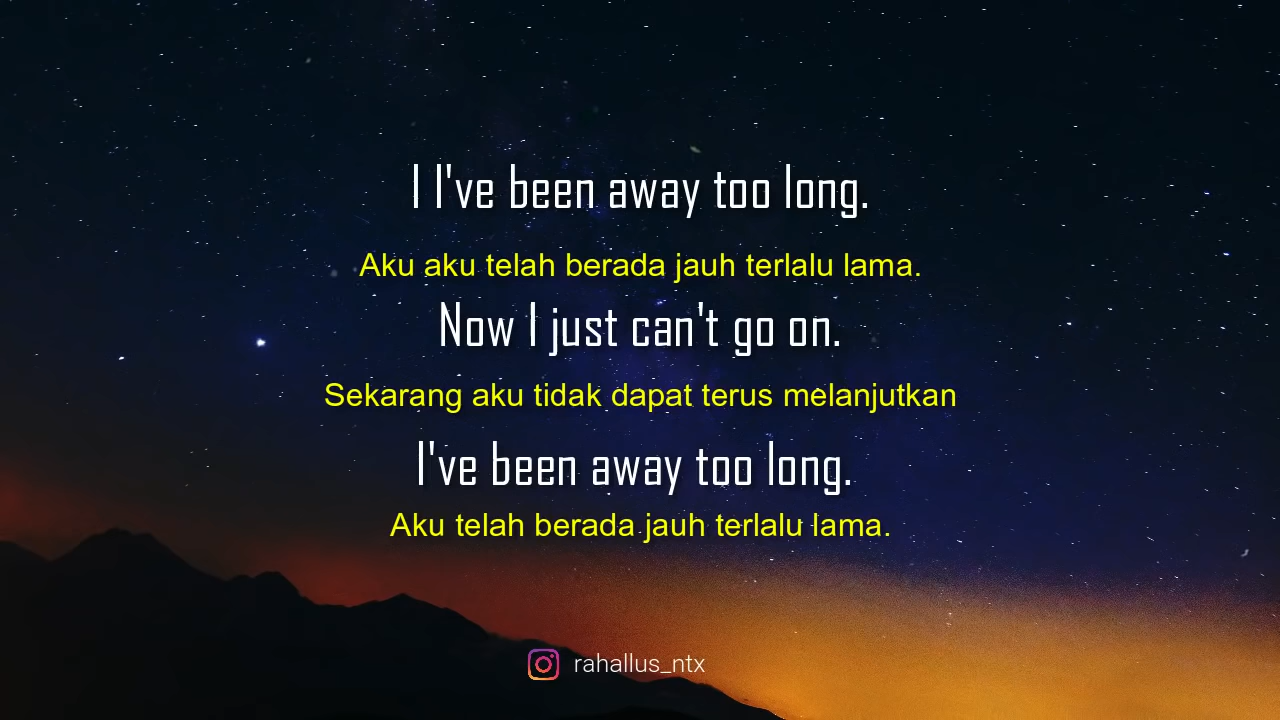 I I've been away too long.
Aku aku telah berada jauh terlalu lama.
Now I just can't go on.
Sekarang aku tidak dapat terus melanjutkan
I've been away too long.
Aku telah berada jauh terlalu lama.
rahallus_ntx